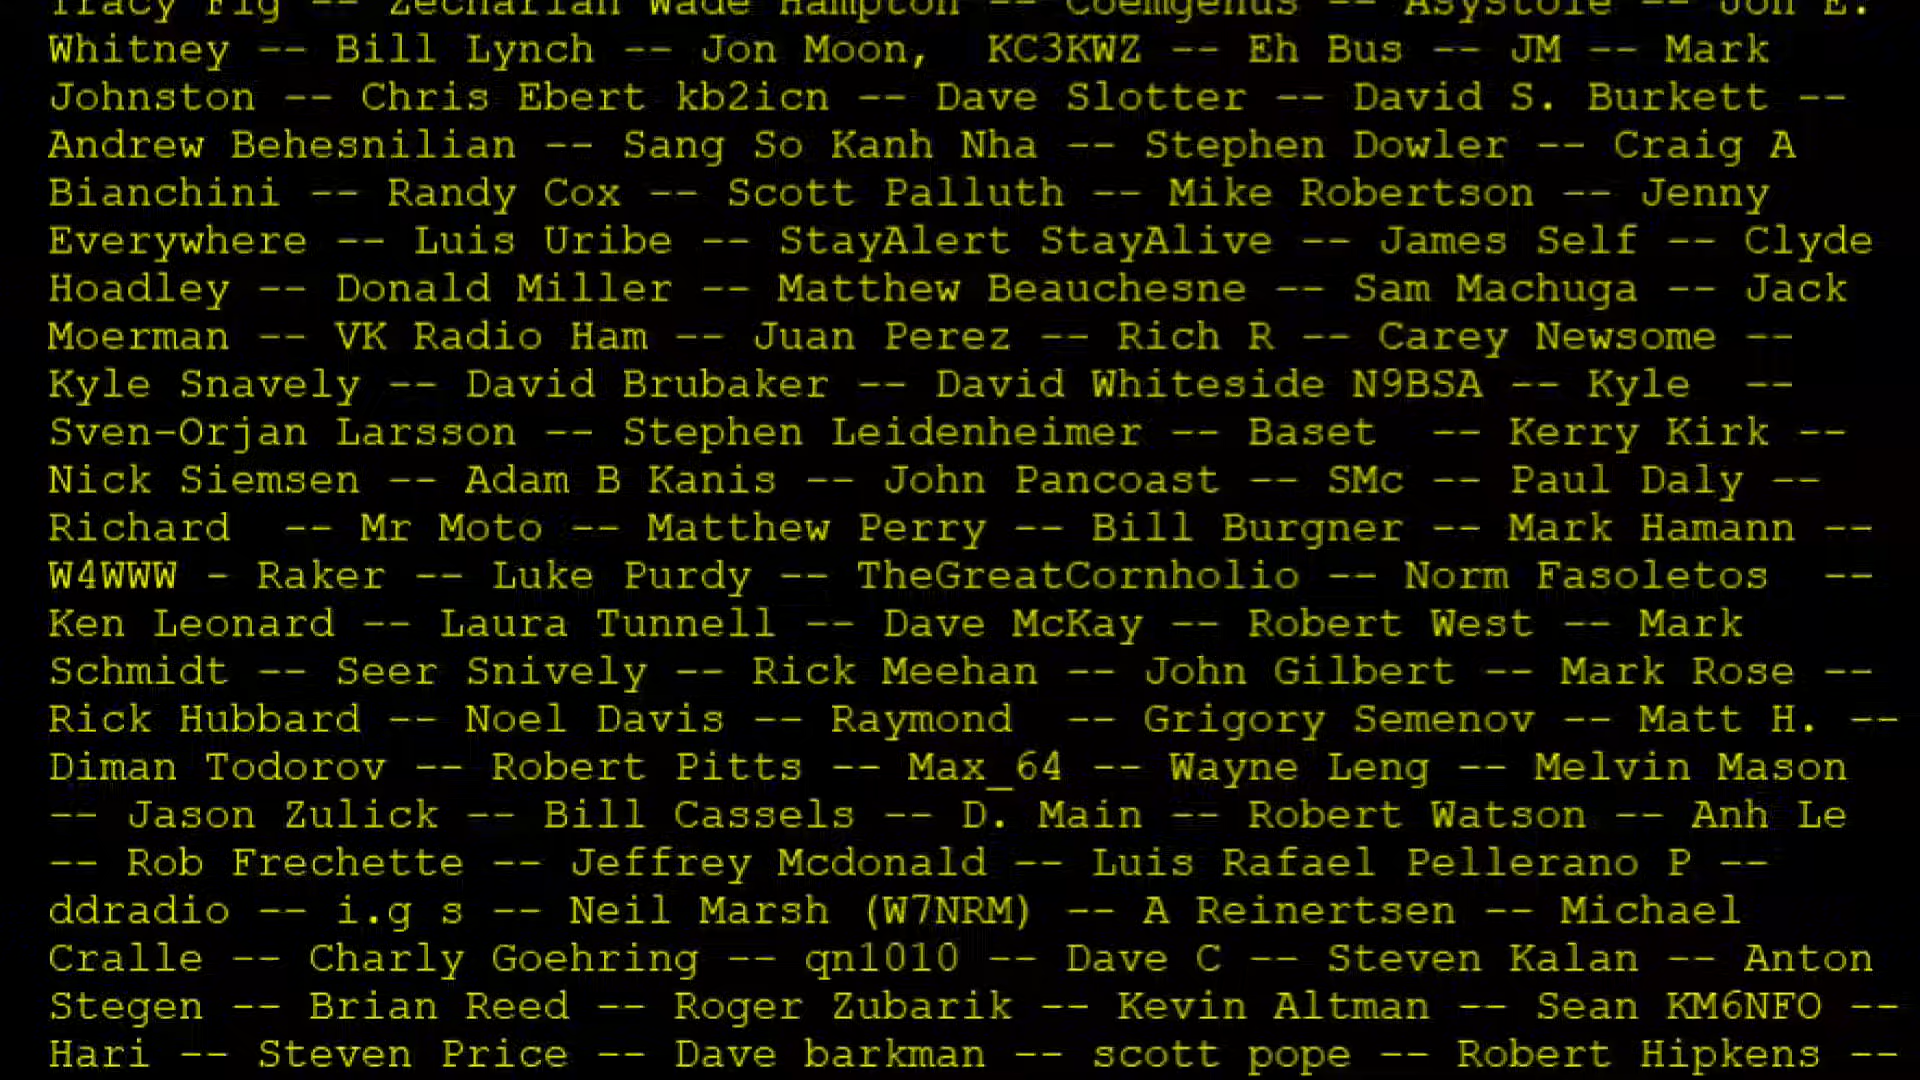 Tracy Fig -- Zechariah Wade Hampton -- Coemgenus -- Asystole -- Jon E.
Whitney -- Bill Lynch -- Jon Moon,  KC3KWZ -- Eh Bus -- JM -- Mark
Johnston -- Chris Ebert kb2icn -- Dave Slotter -- David S. Burkett --
Andrew Behesnilian -- Sang So Kanh Nha -- Stephen Dowler -- Craig A
Bianchini -- Randy Cox -- Scott Palluth -- Mike Robertson -- Jenny
Everywhere -- Luis Uribe -- StayAlert StayAlive -- James Self -- Clyde
Hoadley -- Donald Miller -- Matthew Beauchesne -- Sam Machuga -- Jack
Moerman -- VK Radio Ham -- Juan Perez -- Rich R -- Carey Newsome --
Kyle Snavely -- David Brubaker -- David Whiteside N9BSA -- Kyle  --
Sven-Orjan Larsson -- Stephen Leidenheimer -- Baset  -- Kerry Kirk --
Nick Siemsen -- Adam B Kanis -- John Pancoast -- SMc -- Paul Daly --
Richard  -- Mr Moto -- Matthew Perry -- Bill Burgner -- Mark Hamann --
W4WWW - Raker -- Luke Purdy -- TheGreatCornholio -- Norm Fasoletos  --
Ken Leonard -- Laura Tunnell -- Dave McKay -- Robert West -- Mark
Schmidt -- Seer Snively -- Rick Meehan -- John Gilbert -- Mark Rose --
Rick Hubbard -- Noel Davis -- Raymond  -- Grigory Semenov -- Matt H. --
Diman Todorov -- Robert Pitts -- Max_64 -- Wayne Leng -- Melvin Mason
-- Jason Zulick -- Bill Cassels -- D. Main -- Robert Watson -- Anh Le
-- Rob Frechette -- Jeffrey Mcdonald -- Luis Rafael Pellerano P --
ddradio -- i.g s -- Neil Marsh (W7NRM) -- A Reinertsen -- Michael
Cralle -- Charly Goehring -- qn1010 -- Dave C -- Steven Kalan -- Anton
Stegen -- Brian Reed -- Roger Zubarik -- Kevin Altman -- Sean KM6NFO --
Hari -- Steven Price -- Dave barkman -- scott pope -- Robert Hipkens --